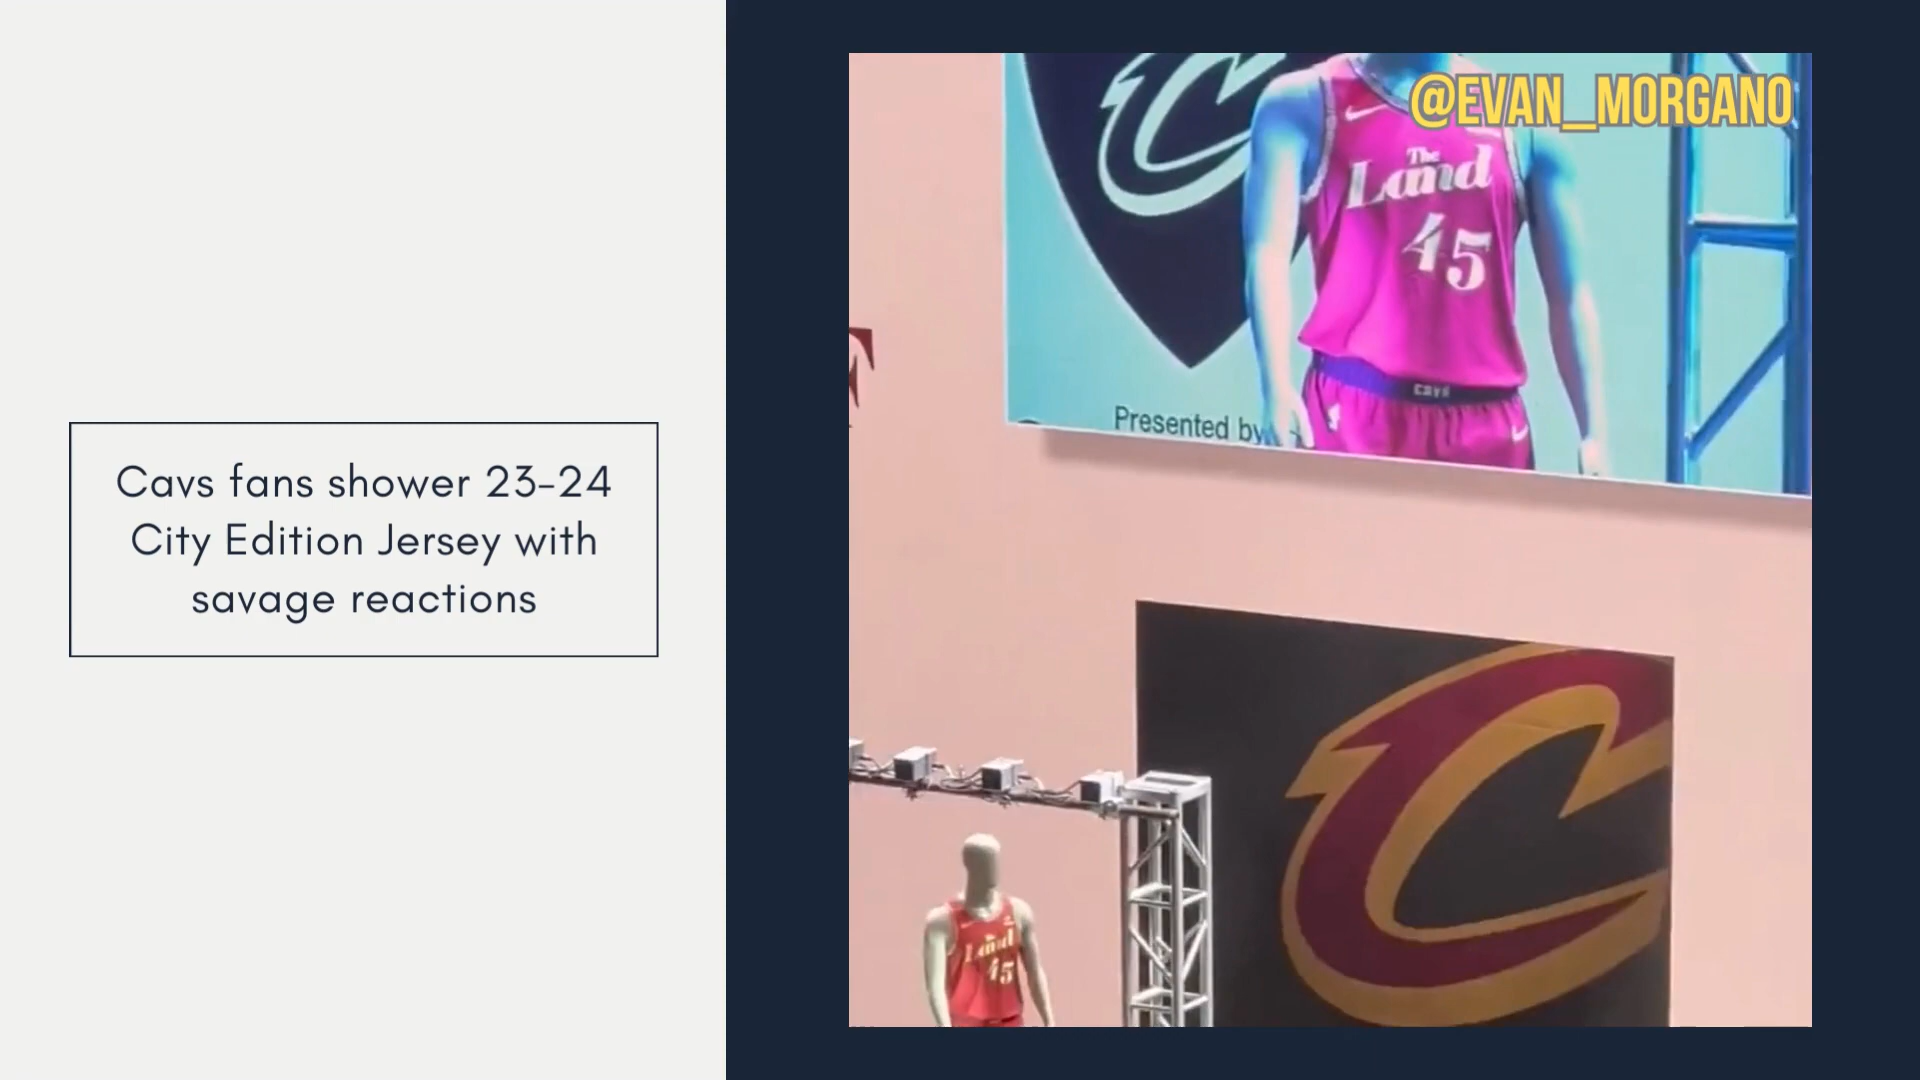 Cavs fans shower 23-24
City Edition Jersey with
savage reactions
@EVAN_MORGANO
The
Land
45
CAVS
Presented by
The
Land
45